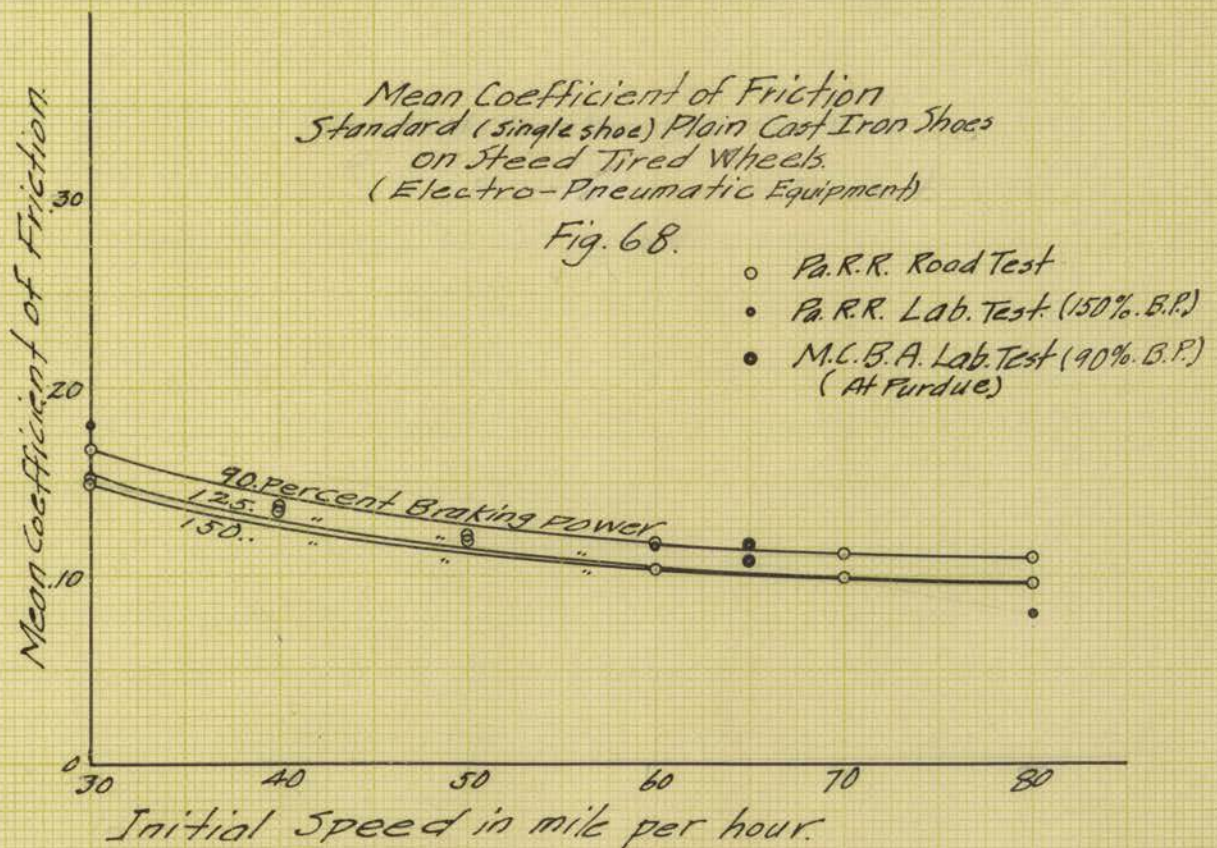 Mean Coefficient of Friction
Standard (single shoe) Plain Cast Iron Shoes
on Steed Tired Wheels.
(Electro-Pneumatic Equipment)
Fig. 68.
Pa.R.R. Road Test
Pa. R.R. Lab. Test. (150%. B.P.)
M.C.B.A. Lab. Test (90%. B.P.)
(At Purdue)
Mean Coefficient of Friction.
.30
.20
.10
0
90. Percent Braking Power
125. " " "
150.. " " "
30 40 50 60 70 80
Initial Speed in mile per hour.